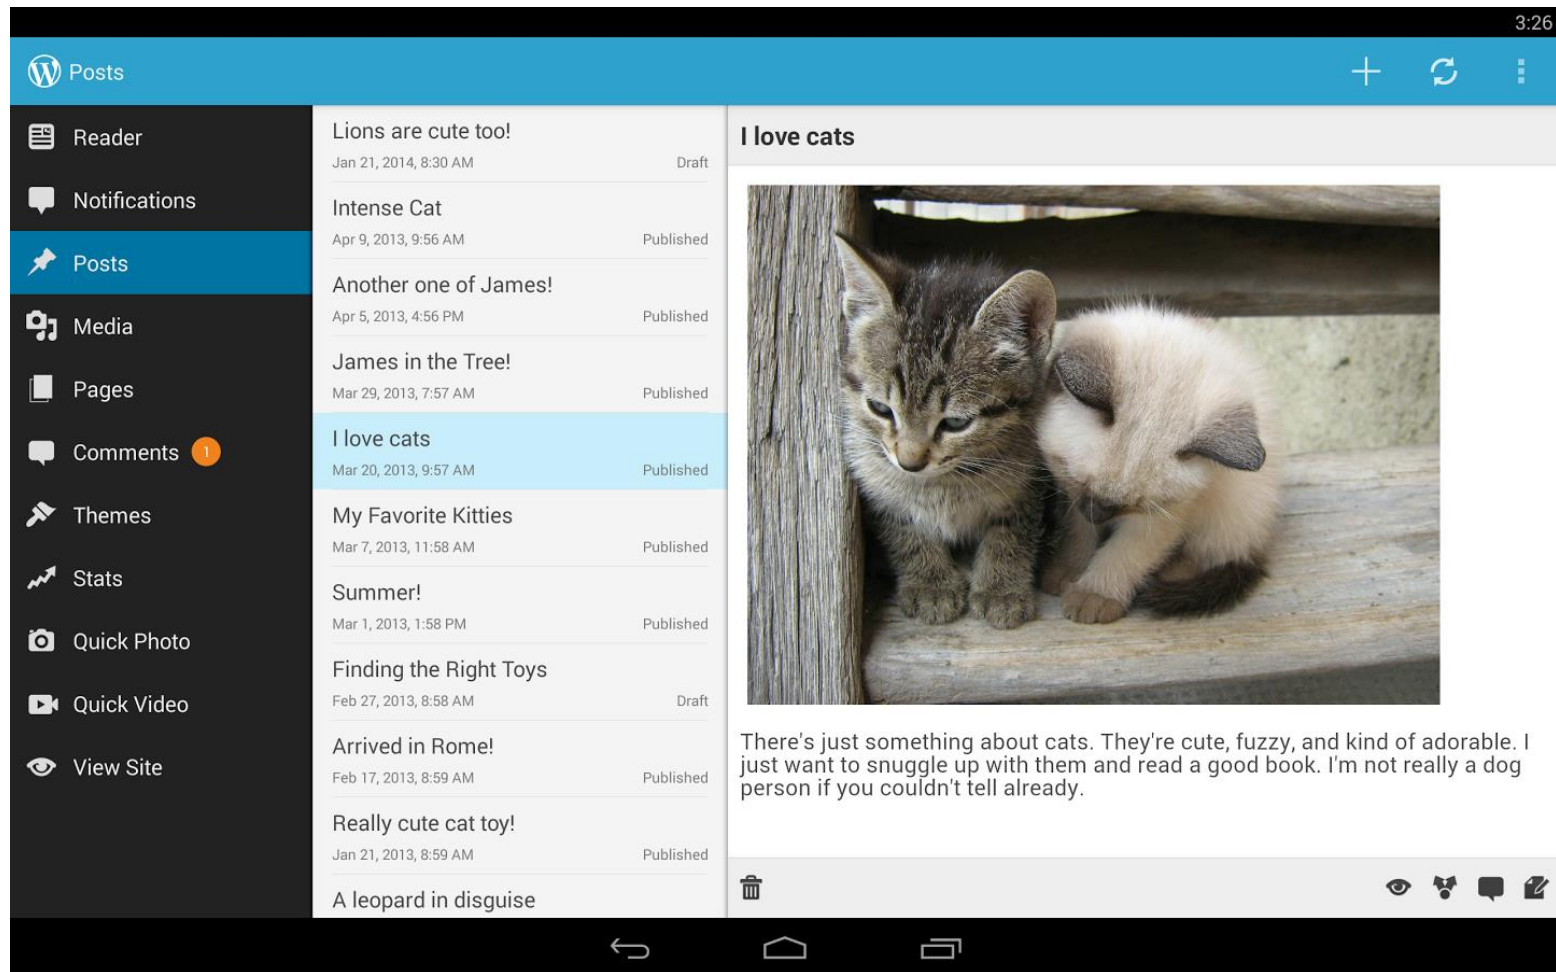 3:26
Posts
Reader
Notifications
Posts
Media
Pages
Comments 1
Themes
Stats
Quick Photo
Quick Video
View Site
Lions are cute too!
Jan 21, 2014, 8:30 AM Draft
Intense Cat
Apr 9, 2013, 9:56 AM Published
Another one of James!
Apr 5, 2013, 4:56 PM Published
James in the Tree!
Mar 29, 2013, 7:57 AM Published
I love cats
Mar 20, 2013, 9:57 AM Published
My Favorite Kitties
Mar 7, 2013, 11:58 AM Published
Summer!
Mar 1, 2013, 1:58 PM Published
Finding the Right Toys
Feb 27, 2013, 8:58 AM Draft
Arrived in Rome!
Feb 17, 2013, 8:59 AM Published
Really cute cat toy!
Jan 21, 2013, 8:59 AM Published
A leopard in disguise
I love cats
There's just something about cats. They're cute, fuzzy, and kind of adorable. I
just want to snuggle up with them and read a good book. I'm not really a dog
person if you couldn't tell already.